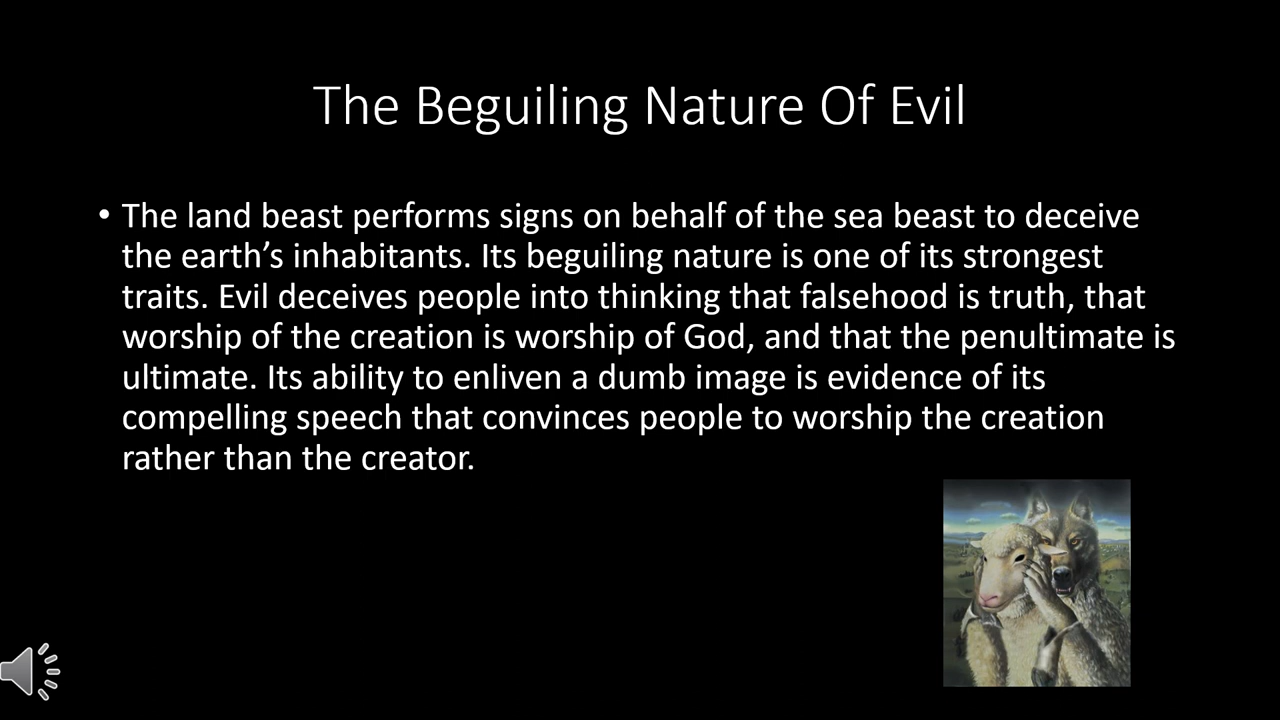 The Beguiling Nature Of Evil
• The land beast performs signs on behalf of the sea beast to deceive
the earth’s inhabitants. Its beguiling nature is one of its strongest
traits. Evil deceives people into thinking that falsehood is truth, that
worship of the creation is worship of God, and that the penultimate is
ultimate. Its ability to enliven a dumb image is evidence of its
compelling speech that convinces people to worship the creation
rather than the creator.